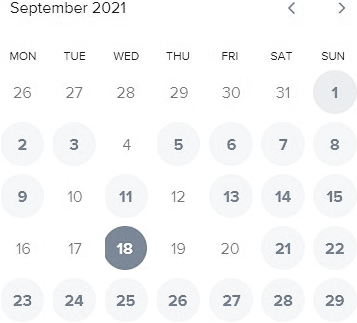 September 2021
MON TUE WED THU FRI SAT SUN
26 27 28 29 30 31 1
2 3 4 5 6 7 8
9 10 11 12 13 14 15
16 17 18 19 20 21 22
23 24 25 26 27 28 29